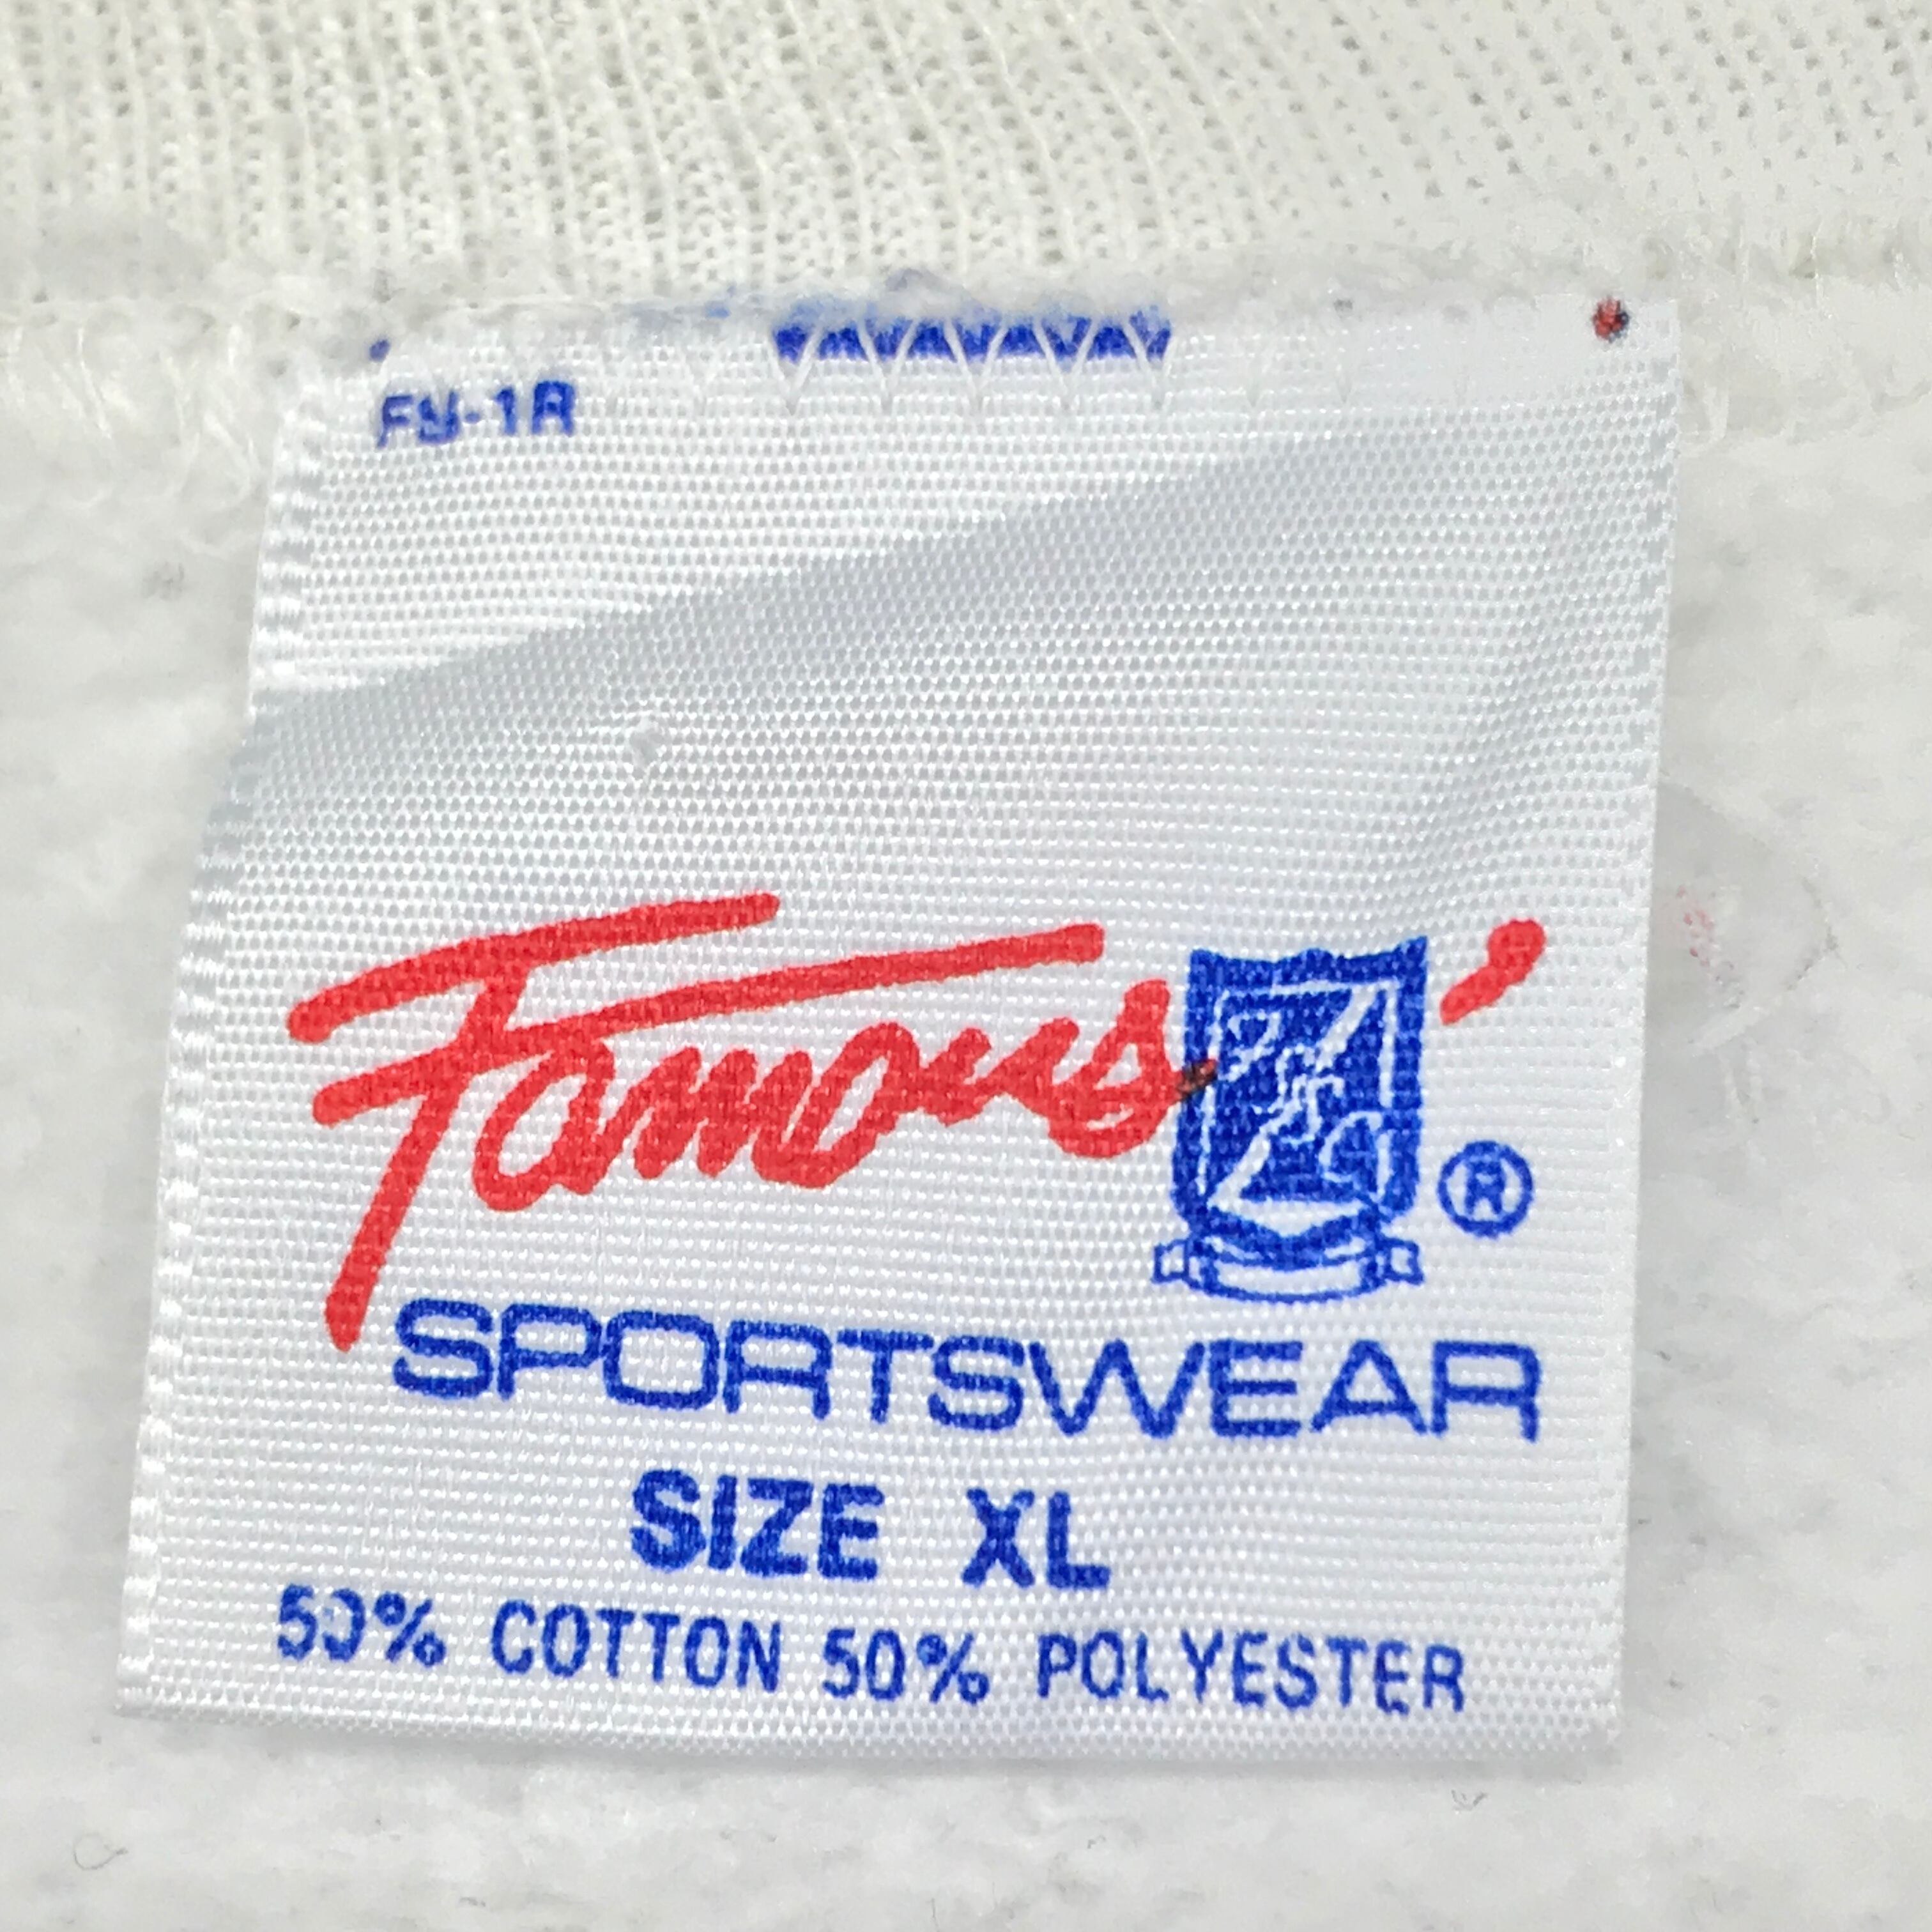 FY-1R
Famous '
®
SPORTSWEAR
SIZE XL
50% COTTON 50% POLYESTER